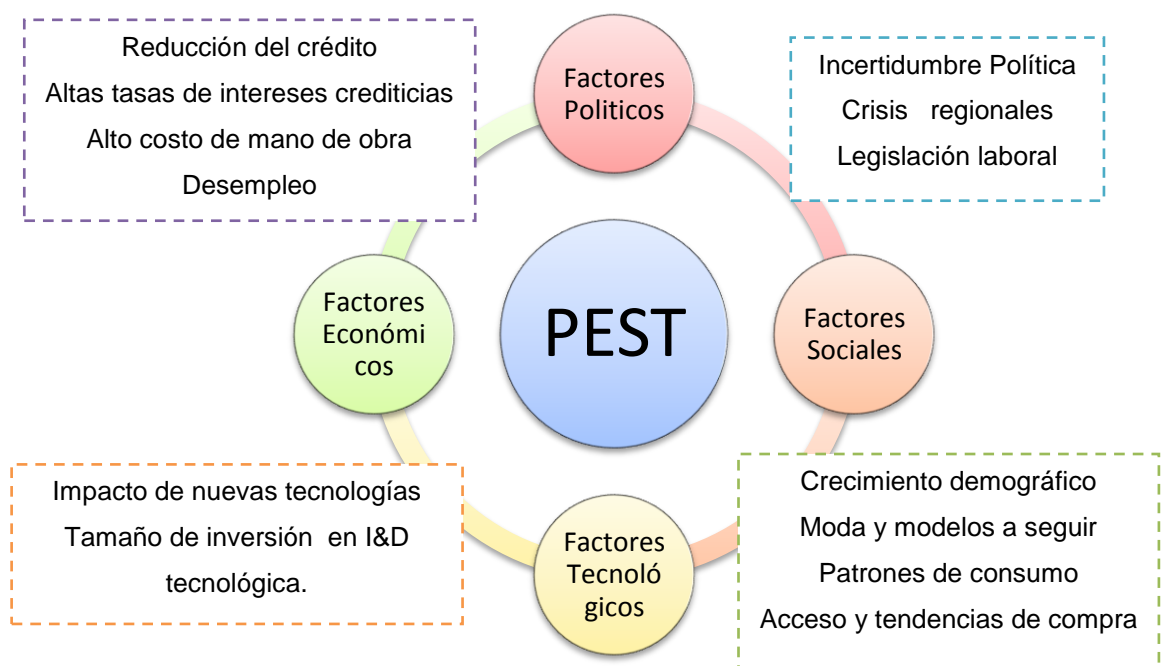 Reducción del crédito
Altas tasas de intereses crediticias
Alto costo de mano de obra
Desempleo
Factores
Politicos
Incertidumbre Política
Crisis regionales
Legislación laboral
Factores
Económi
cos
PEST
Factores
Sociales
Impacto de nuevas tecnologías
Tamaño de inversión en I&D
tecnológica.
Factores
Tecnoló
gicos
Crecimiento demográfico
Moda y modelos a seguir
Patrones de consumo
Acceso y tendencias de compra